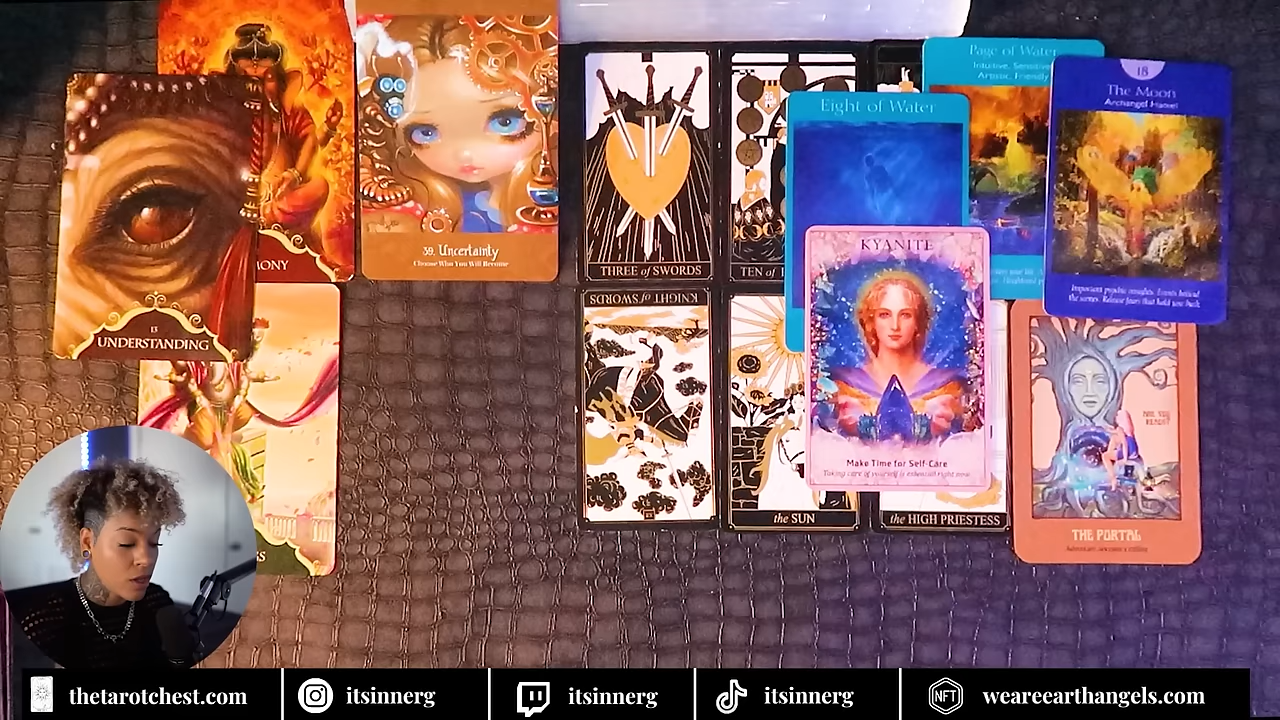 MONY
13
UNDERSTANDING
39. Uncertainty
Choose Who You Will Become
THREE of SWORDS
TEN of
KNIGHT of SWORDS
the SUN
the HIGH PRIESTESS
Page of Water
Intuitive, Sensitive
Artistic, Friendly
Eight of Water
18
The Moon
Archangel Haniel
Important psychic insights. Events behind
the scenes. Release fears that hold you back.
KYANITE
Make Time for Self-Care
Taking care of yourself is essential right now.
ARE YOU
READY?
THE PORTAL
thetarotchest.com
itsinnerg
itsinnerg
itsinnerg
NFT
weareearthangels.com